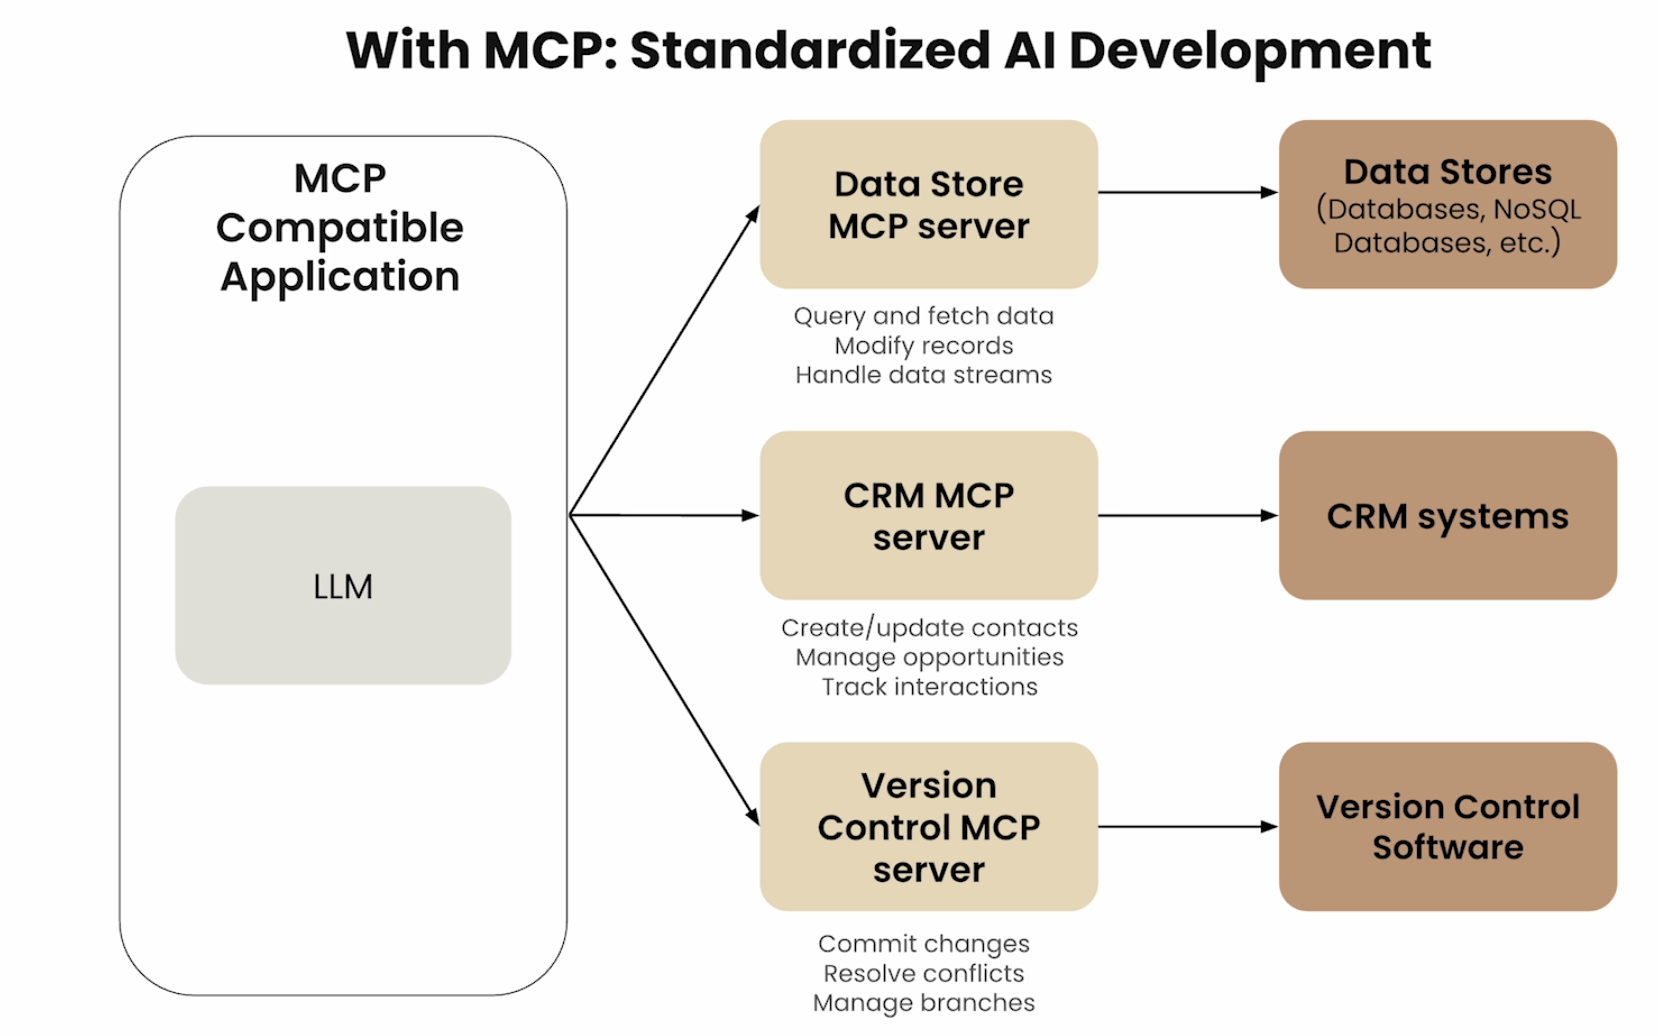 With MCP: Standardized AI Development
MCP
Compatible
Application
LLM
Data Store
MCP server
Query and fetch data
Modify records
Handle data streams
Data Stores
(Databases, NoSQL
Databases, etc.)
CRM MCP
server
Create/update contacts
Manage opportunities
Track interactions
CRM systems
Version
Control MCP
server
Commit changes
Resolve conflicts
Manage branches
Version Control
Software